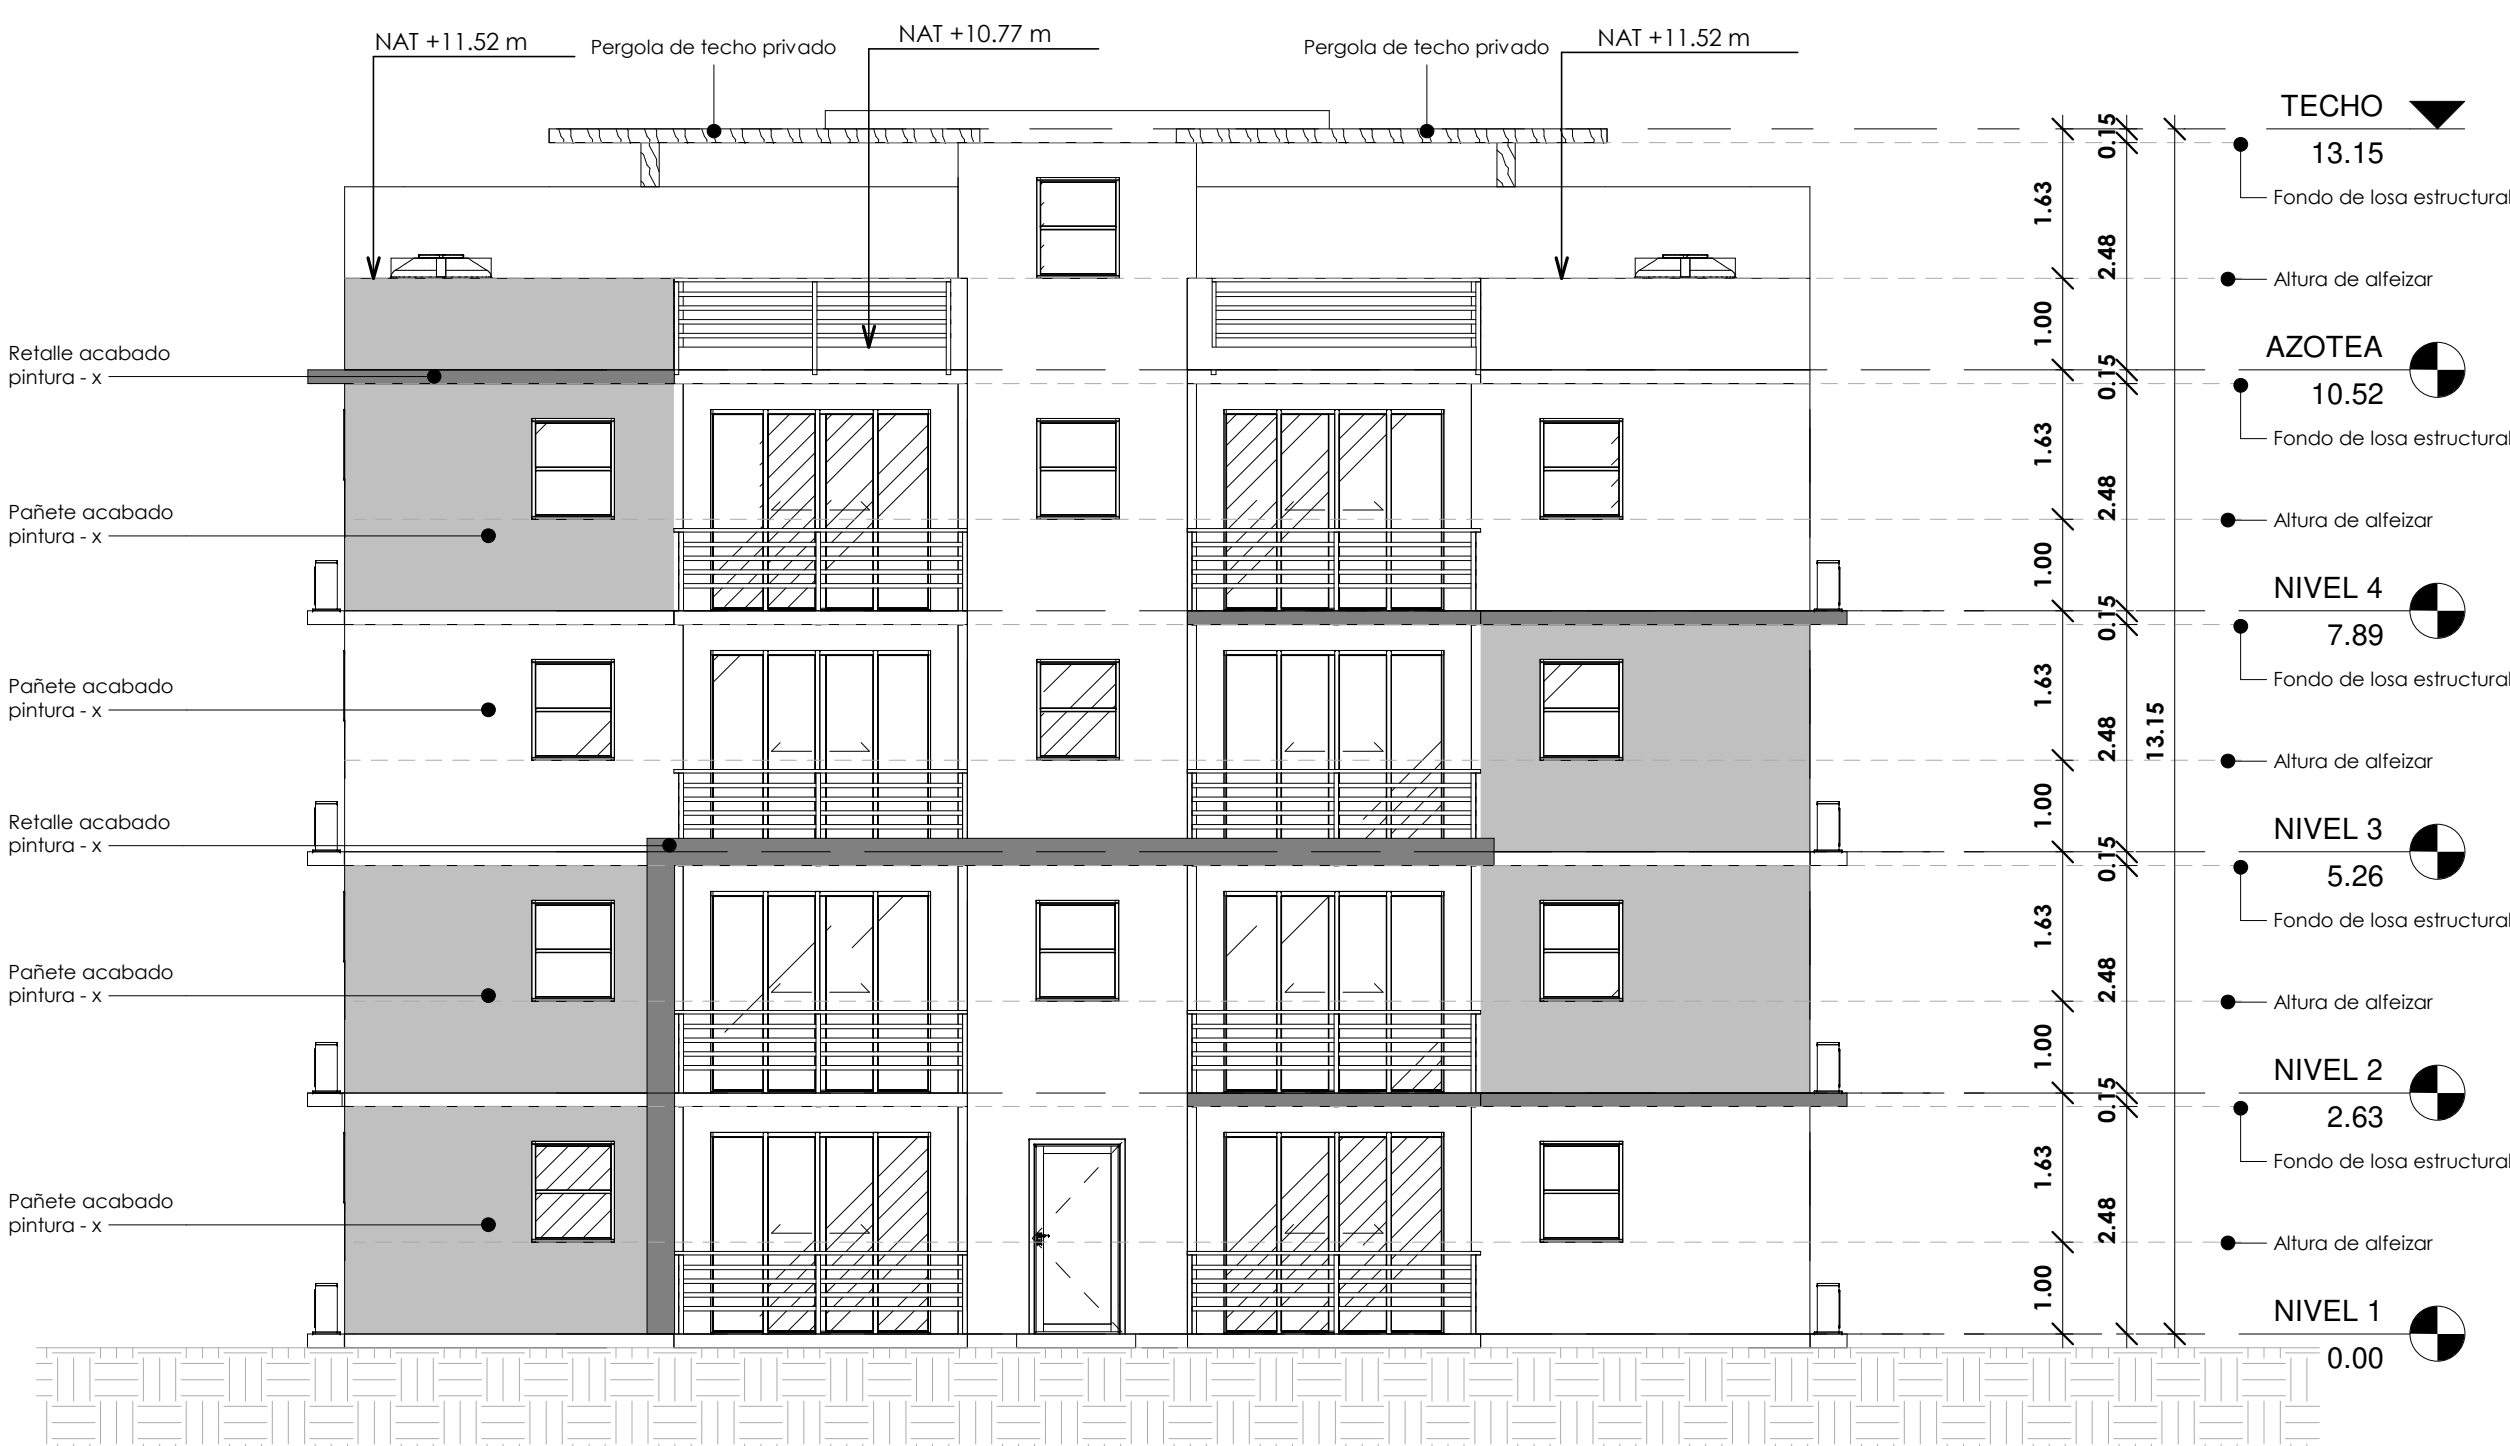 NAT +11.52 m
Pergola de techo privado
NAT +10.77 m
Pergola de techo privado
NAT +11.52 m
TECHO
13.15
0.15
Fondo de losa estructural
1.63
2.48
Altura de alfeizar
1.00
Retalle acabado
pintura - x
AZOTEA
10.52
0.15
Fondo de losa estructural
1.63
2.48
Pañete acabado
pintura - x
Altura de alfeizar
1.00
NIVEL 4
7.89
0.15
Fondo de losa estructural
1.63
Pañete acabado
pintura - x
2.48
13.15
Altura de alfeizar
1.00
Retalle acabado
pintura - x
NIVEL 3
5.26
0.15
Fondo de losa estructural
1.63
2.48
Pañete acabado
pintura - x
Altura de alfeizar
1.00
NIVEL 2
2.63
0.15
Fondo de losa estructural
1.63
2.48
Pañete acabado
pintura - x
Altura de alfeizar
1.00
NIVEL 1
0.00